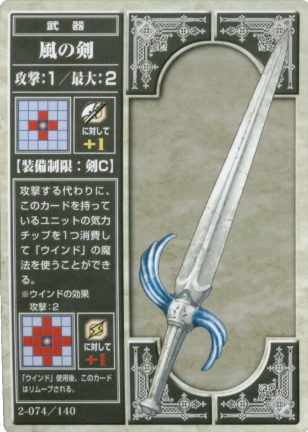 武器
風の剣
攻撃:1／最大:2
に対して
+1
【装備制限：剣C】
攻撃する代わりに、
このカードを持って
いるユニットの気力
チップを1つ消費し
て「ウインド」の魔
法を使うことができ
る。
※ウインドの効果
攻撃:2
に対して
+1
「ウインド」使用後、このカード
はリムーブされる。
2-074／140